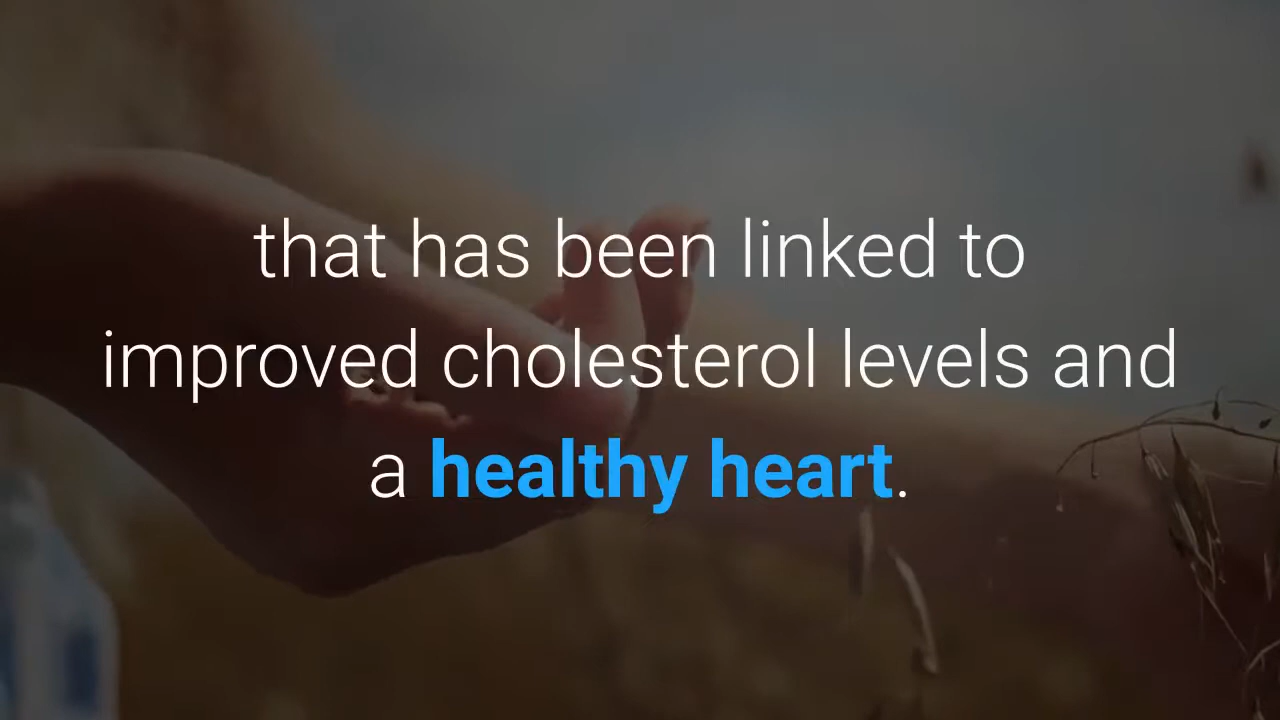 that has been linked to
improved cholesterol levels and
a healthy heart.